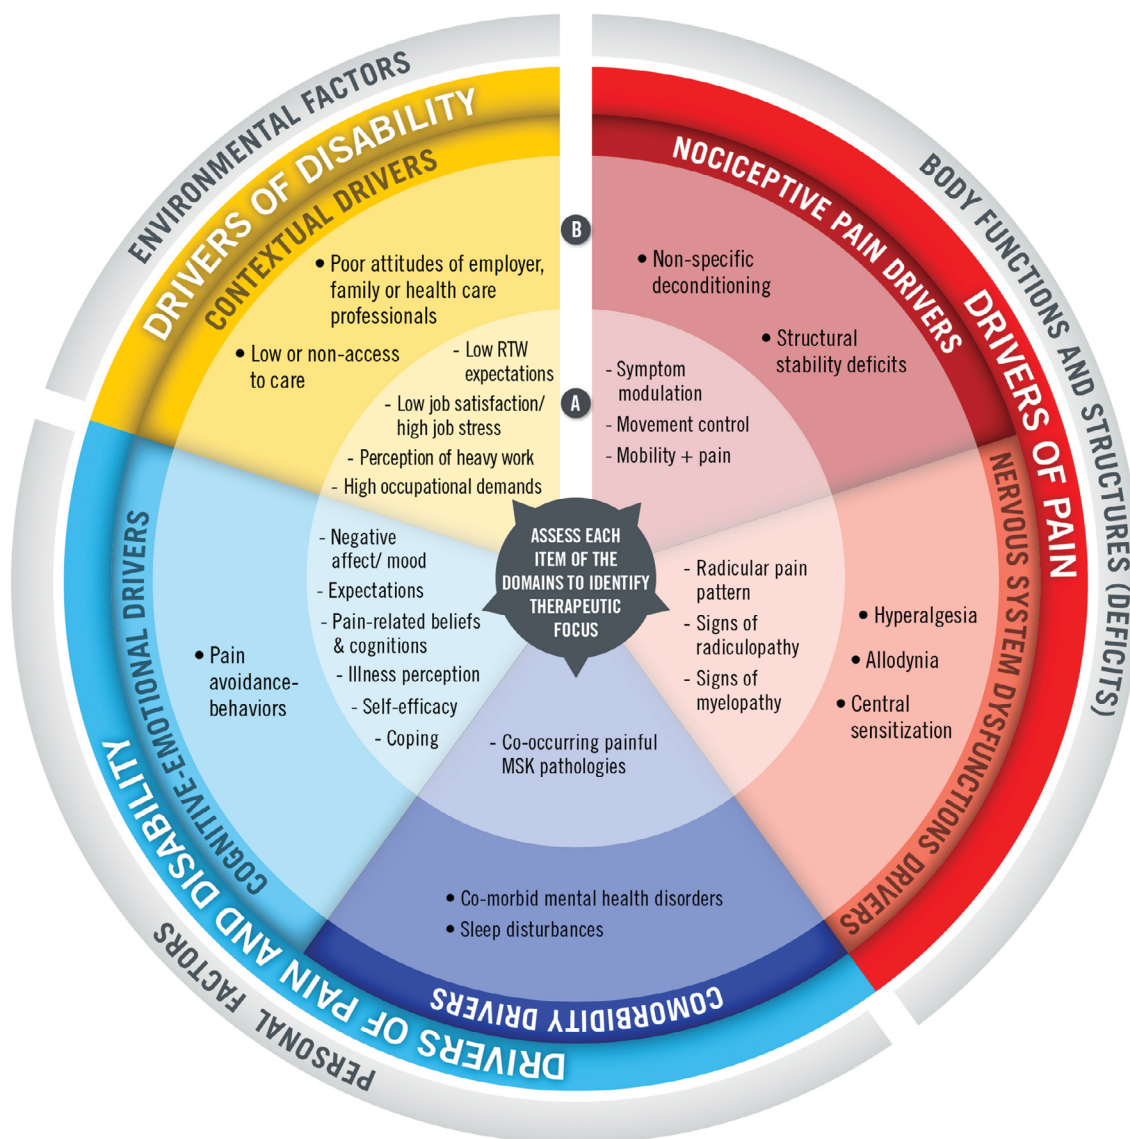 ENVIRONMENTAL FACTORS
DRIVERS OF DISABILITY
CONTEXTUAL DRIVERS
• Poor attitudes of employer,
family or health care
professionals
• Low or non-access
to care
- Low RTW
expectations
- Low job satisfaction/
high job stress
- Perception of heavy work
- High occupational demands
B
A
BODY FUNCTIONS AND STRUCTURES (DEFICITS)
DRIVERS OF PAIN
NOCICEPTIVE PAIN DRIVERS
• Non-specific
deconditioning
• Structural
stability deficits
- Symptom
modulation
- Movement control
- Mobility + pain
NERVOUS SYSTEM DYSFUNCTIONS DRIVERS
- Radicular pain
pattern
- Signs of
radiculopathy
- Signs of
myelopathy
• Hyperalgesia
• Allodynia
• Central
sensitization
ASSESS EACH
ITEM OF THE
DOMAINS TO IDENTIFY
THERAPEUTIC
FOCUS
PERSONAL FACTORS
DRIVERS OF PAIN AND DISABILITY
COGNITIVE-EMOTIONAL DRIVERS
- Negative
affect/ mood
- Expectations
- Pain-related beliefs
& cognitions
- Illness perception
- Self-efficacy
- Coping
• Pain
avoidance-
behaviors
- Co-occurring painful
MSK pathologies
• Co-morbid mental health disorders
• Sleep disturbances
COMORBIDITY DRIVERS